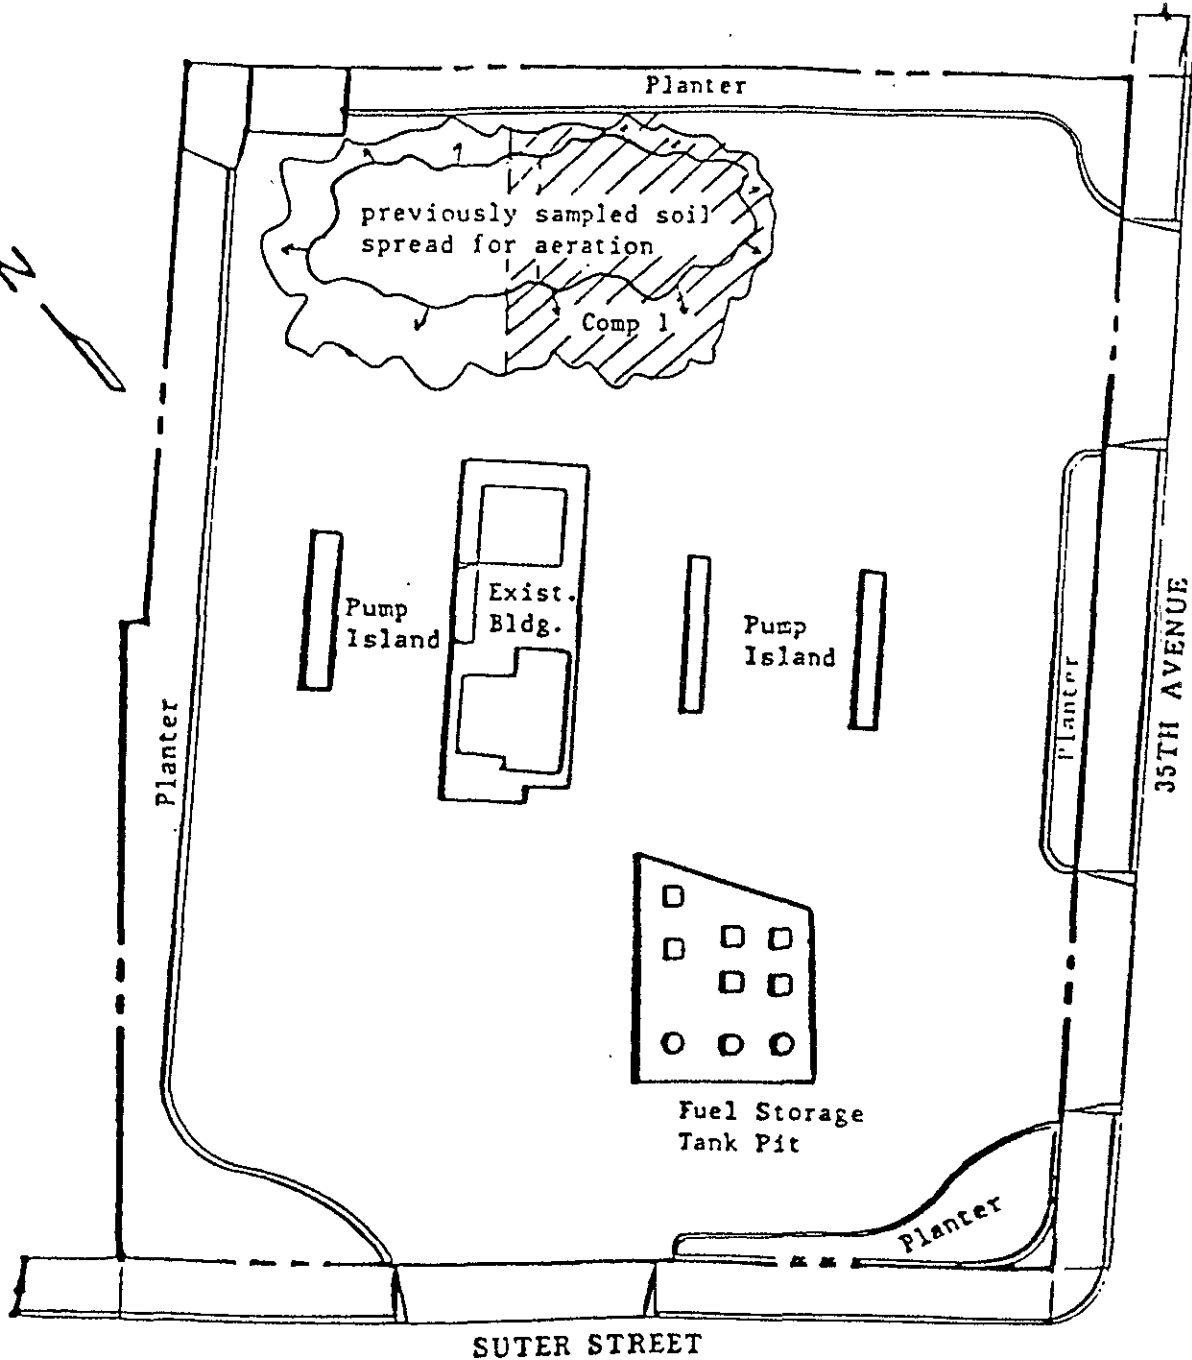 Planter
N
previously sampled soil
spread for aeration
Comp 1
Exist.
Bldg.
Pump
Island
Pump
Island
Planter
Planter
35TH AVENUE
Fuel Storage
Tank Pit
Planter
SUTER STREET